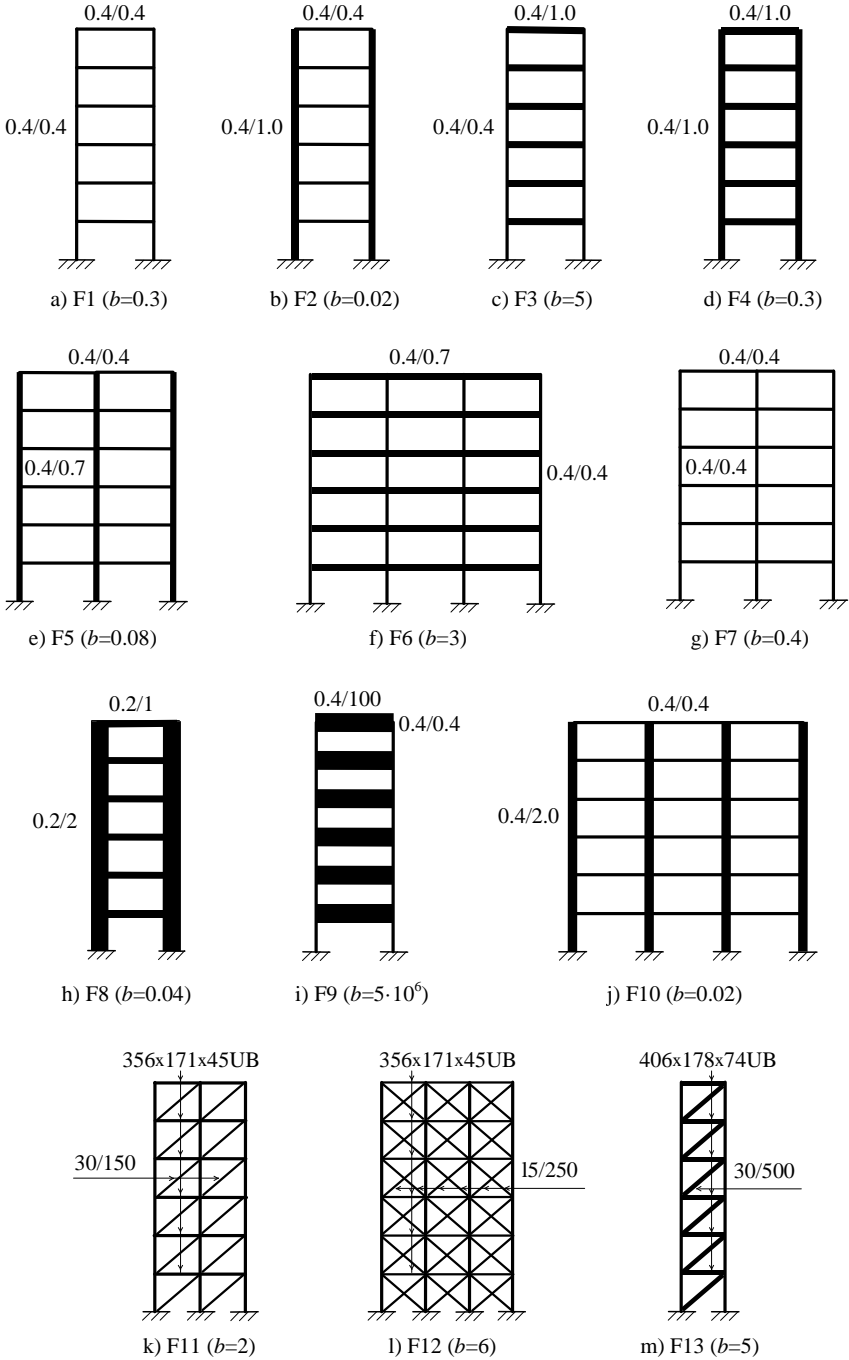 0.4/0.4 0.4/0.4 0.4/1.0 0.4/1.0
0.4/0.4 0.4/1.0 0.4/0.4 0.4/1.0
a) F1 (b=0.3) b) F2 (b=0.02) c) F3 (b=5) d) F4 (b=0.3)
0.4/0.4 0.4/0.7 0.4/0.4
0.4/0.7 0.4/0.4 0.4/0.4
e) F5 (b=0.08) f) F6 (b=3) g) F7 (b=0.4)
0.2/1 0.4/100 0.4/0.4
0.4/0.4
0.2/2 0.4/2.0
h) F8 (b=0.04) i) F9 (b=5·10⁶) j) F10 (b=0.02)
356x171x45UB 356x171x45UB 406x178x74UB
30/150 15/250 30/500
k) F11 (b=2) l) F12 (b=6) m) F13 (b=5)